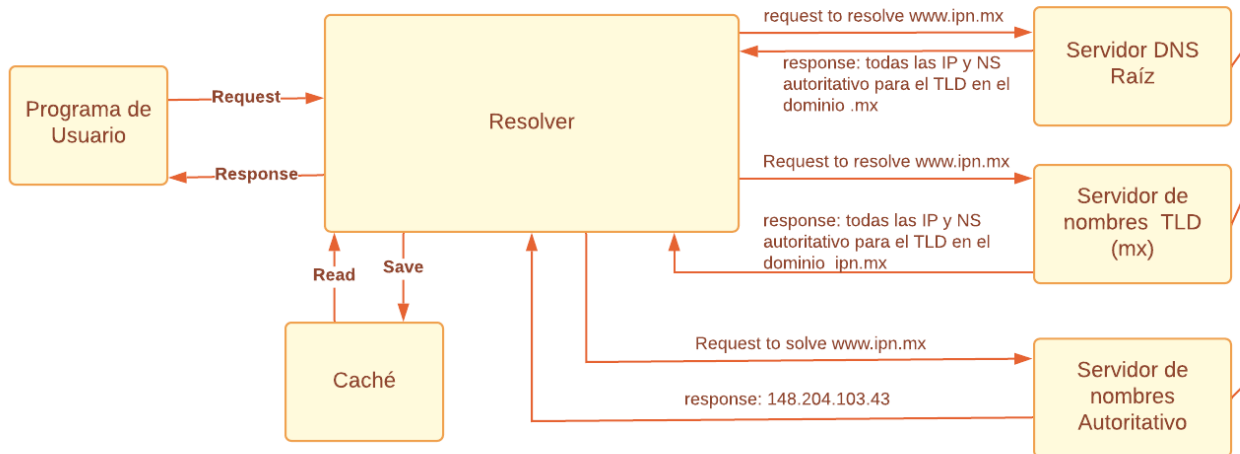 request to resolve www.ipn.mx
Servidor DNS
Raíz
response: todas las IP y NS
autoritativo para el TLD en el
dominio .mx
Programa de
Usuario
Request
Response
Resolver
Request to resolve www.ipn.mx
Servidor de
nombres TLD
(mx)
response: todas las IP y NS
autoritativo para el TLD en el
dominio ipn.mx
Read
Save
Caché
Request to solve www.ipn.mx
response: 148.204.103.43
Servidor de
nombres
Autoritativo